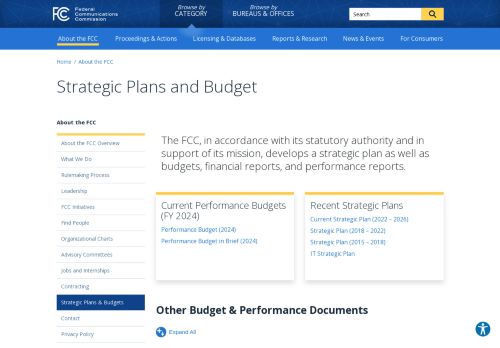 FCC
Federal
Communications
Commission
Browse by
CATEGORY
Browse by
BUREAUS & OFFICES
Search
About the FCC
Proceedings & Actions
Licensing & Databases
Reports & Research
News & Events
For Consumers
Home / About the FCC
Strategic Plans and Budget
About the FCC
About the FCC Overview
What We Do
Rulemaking Process
Leadership
FCC Initiatives
Find People
Organizational Charts
Advisory Committees
Jobs and Internships
Contracting
Strategic Plans & Budgets
Contact
Privacy Policy
The FCC, in accordance with its statutory authority and in
support of its mission, develops a strategic plan as well as
budgets, financial reports, and performance reports.
Current Performance Budgets
(FY 2024)
Performance Budget (2024)
Performance Budget in Brief (2024)
Recent Strategic Plans
Current Strategic Plan (2022 – 2026)
Strategic Plan (2018 – 2022)
Strategic Plan (2015 – 2018)
IT Strategic Plan
Other Budget & Performance Documents
Expand All